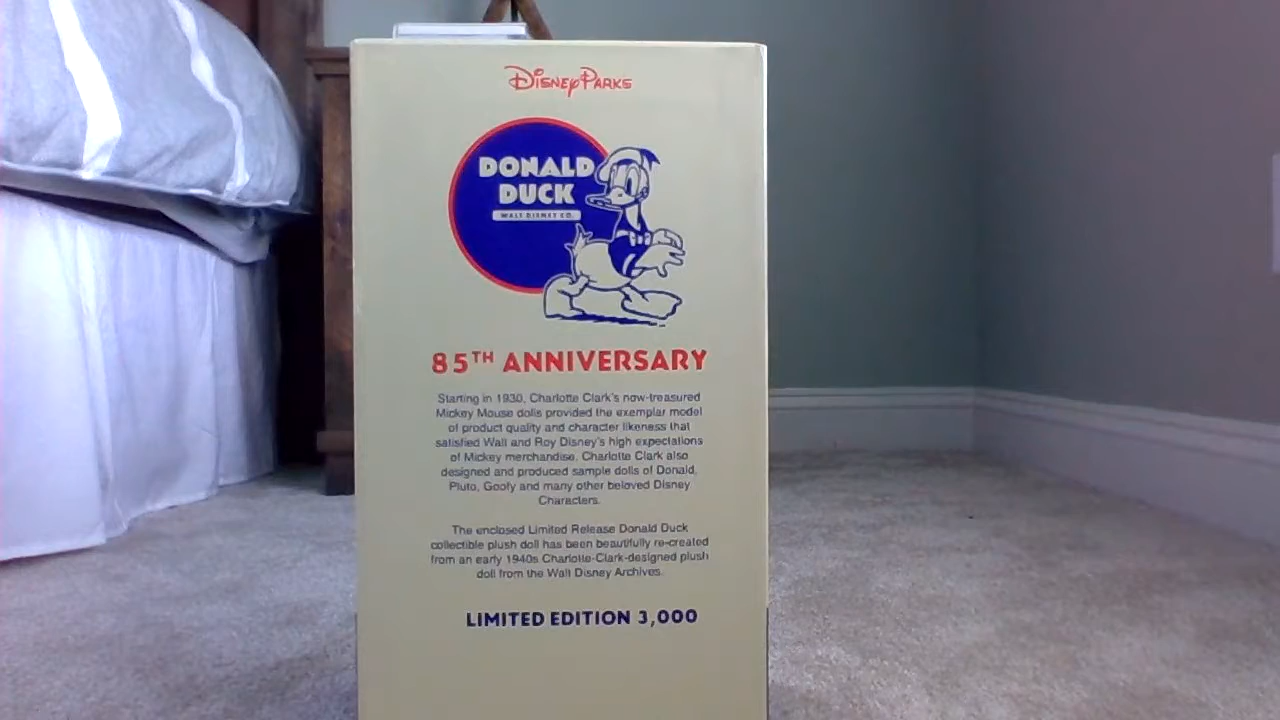 Disney Parks
DONALD
DUCK
WALT DISNEY CO.
85TH ANNIVERSARY
Starting in 1930, Charlotte Clark's now-treasured
Mickey Mouse dolls provided the exemplar model
of product quality and character likeness that
satisfied Walt and Roy Disney's high expectations
of Mickey merchandise. Charlotte Clark also
designed and produced sample dolls of Donald,
Pluto, Goofy and many other beloved Disney
Characters.
The enclosed Limited Release Donald Duck
collectible plush doll has been beautifully re-created
from an early 1940s Charlotte-Clark-designed plush
doll from the Walt Disney Archives.
LIMITED EDITION 3,000